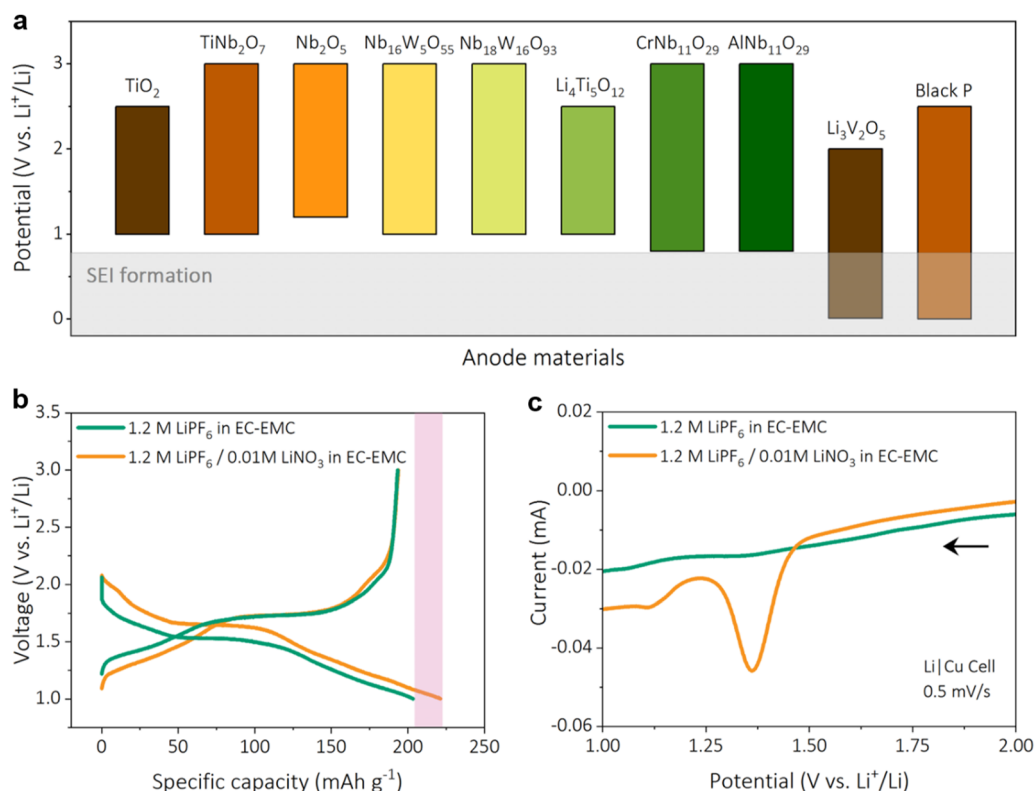 a
Potential (V vs. Li⁺/Li)
3
2
1
0
TiO₂
TiNb₂O₇
Nb₂O₅
Nb₁₆W₅O₅₅
Nb₁₈W₁₆O₉₃
Li₄Ti₅O₁₂
CrNb₁₁O₂₉
AlNb₁₁O₂₉
Li₃V₂O₅
Black P
SEI formation
Anode materials
b
Voltage (V vs. Li⁺/Li)
3.5
3.0
2.5
2.0
1.5
1.0
1.2 M LiPF₆ in EC-EMC
1.2 M LiPF₆ / 0.01M LiNO₃ in EC-EMC
0 50 100 150 200 250
Specific capacity (mAh g⁻¹)
c
Current (mA)
0.02
0.00
-0.02
-0.04
-0.06
1.2 M LiPF₆ in EC-EMC
1.2 M LiPF₆ / 0.01M LiNO₃ in EC-EMC
Li|Cu Cell
0.5 mV/s
1.00 1.25 1.50 1.75 2.00
Potential (V vs. Li⁺/Li)